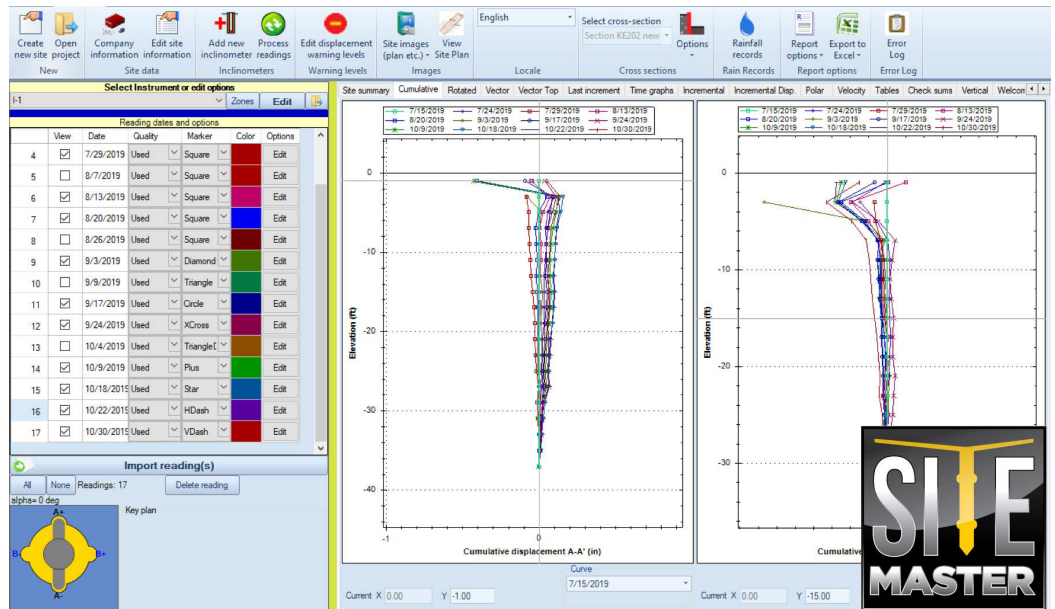 Create new site
Open project
Company information
Edit site information
Add new inclinometer
Process readings
Edit displacement warning levels
Site images (plan etc.)
View Site Plan
English
Select cross-section
Section KE202 new
Options
Rainfall records
Report options
Export to Excel
Error Log
New
Site data
Inclinometers
Warning levels
Images
Locale
Cross sections
Rain Records
Report options
Error Log
Select Instrument or edit options
I-1
Zones
Edit
Reading dates and options
View Date Quality Marker Color Options
4 7/29/2019 Used Square Edit
5 8/7/2019 Used Square Edit
6 8/13/2019 Used Square Edit
7 8/20/2019 Used Square Edit
8 8/26/2019 Used Square Edit
9 9/3/2019 Used Diamond Edit
10 9/9/2019 Used Triangle Edit
11 9/17/2019 Used Circle Edit
12 9/24/2019 Used XCross Edit
13 10/4/2019 Used Triangle[ Edit
14 10/9/2019 Used Plus Edit
15 10/18/2019 Used Star Edit
16 10/22/2019 Used HDash Edit
17 10/30/2019 Used VDash Edit
Import reading(s)
All None Readings: 17 Delete reading
alpha= 0 deg
Key plan
A+
B-
B+
A-
Site summary Cumulative Rotated Vector Vector Top Last increment Time graphs Incremental Incremental Disp. Polar Velocity Tables Check sums Vertical Welcom
7/15/2019 7/24/2019 7/29/2019 8/13/2019
8/20/2019 9/3/2019 9/17/2019 9/24/2019
10/9/2019 10/18/2019 10/22/2019 10/30/2019
0
-10
-20
-30
-40
Elevation (ft)
-1
0
Cumulative displacement A-A' (in)
Curve
7/15/2019
Current X 0.00 Y -1.00
7/15/2019 7/24/2019 7/29/2019 8/13/2019
8/20/2019 9/3/2019 9/17/2019 9/24/2019
10/9/2019 10/18/2019 10/22/2019 10/30/2019
0
-10
-20
-30
Elevation (ft)
Cumulative
Current X 0.00 Y -15.00
SITE
MASTER